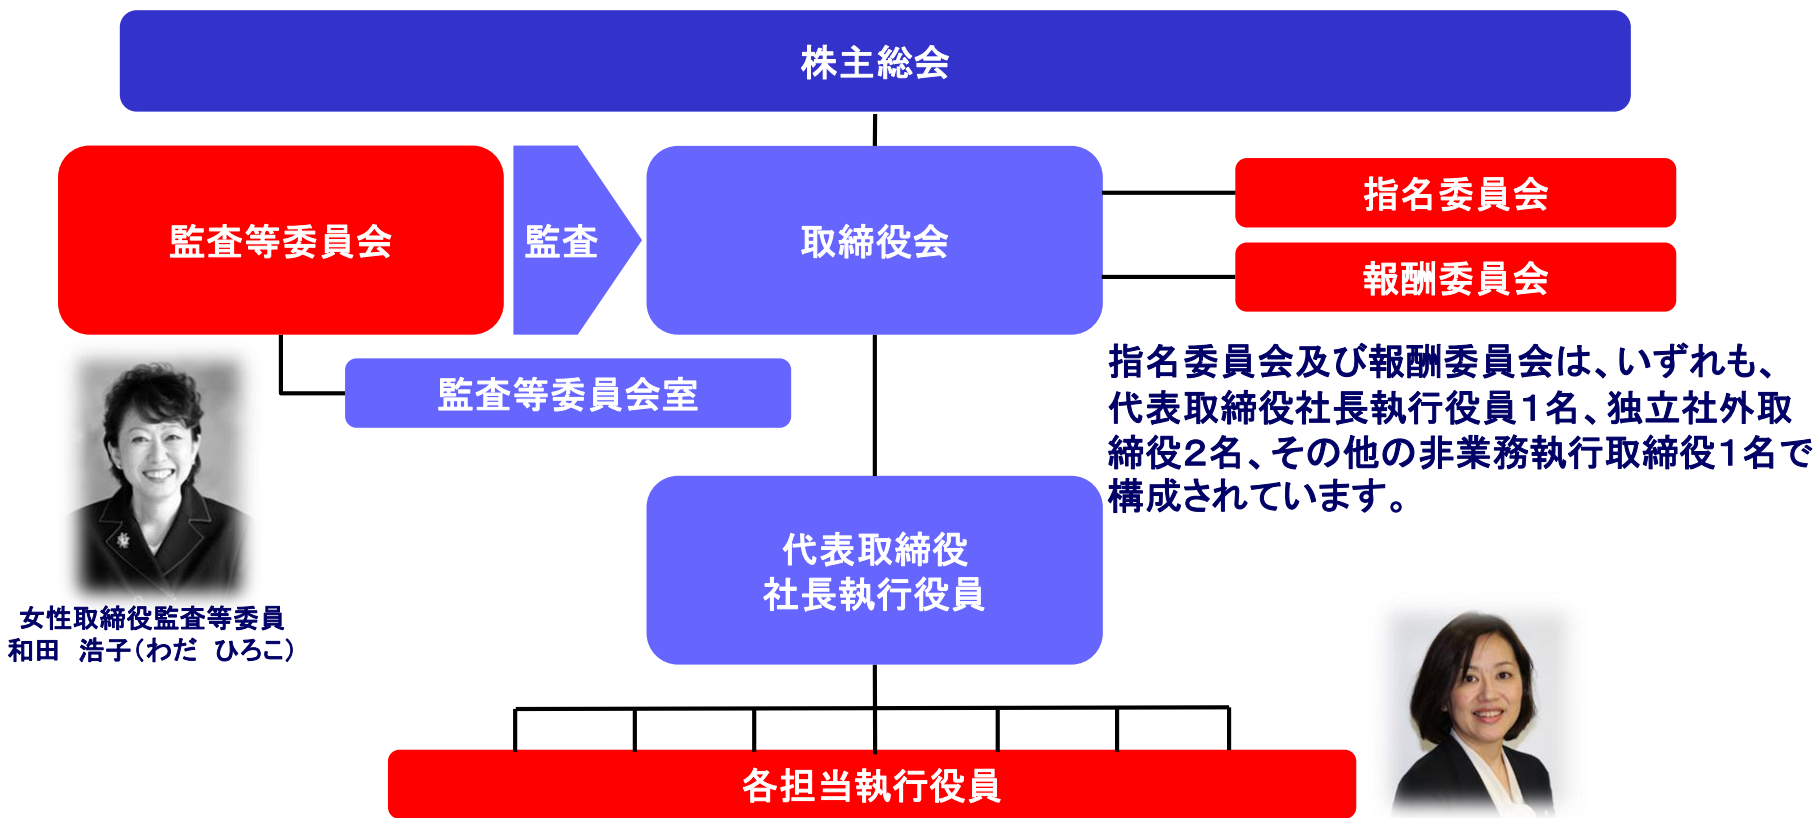 株主総会
監査等委員会
監査
取締役会
指名委員会
報酬委員会
指名委員会及び報酬委員会は、いずれも、
代表取締役社長執行役員１名、独立社外取
締役２名、その他の非業務執行取締役１名で
構成されています。
監査等委員会室
代表取締役
社長執行役員
女性取締役監査等委員
和田　浩子（わだ　ひろこ）
各担当執行役員